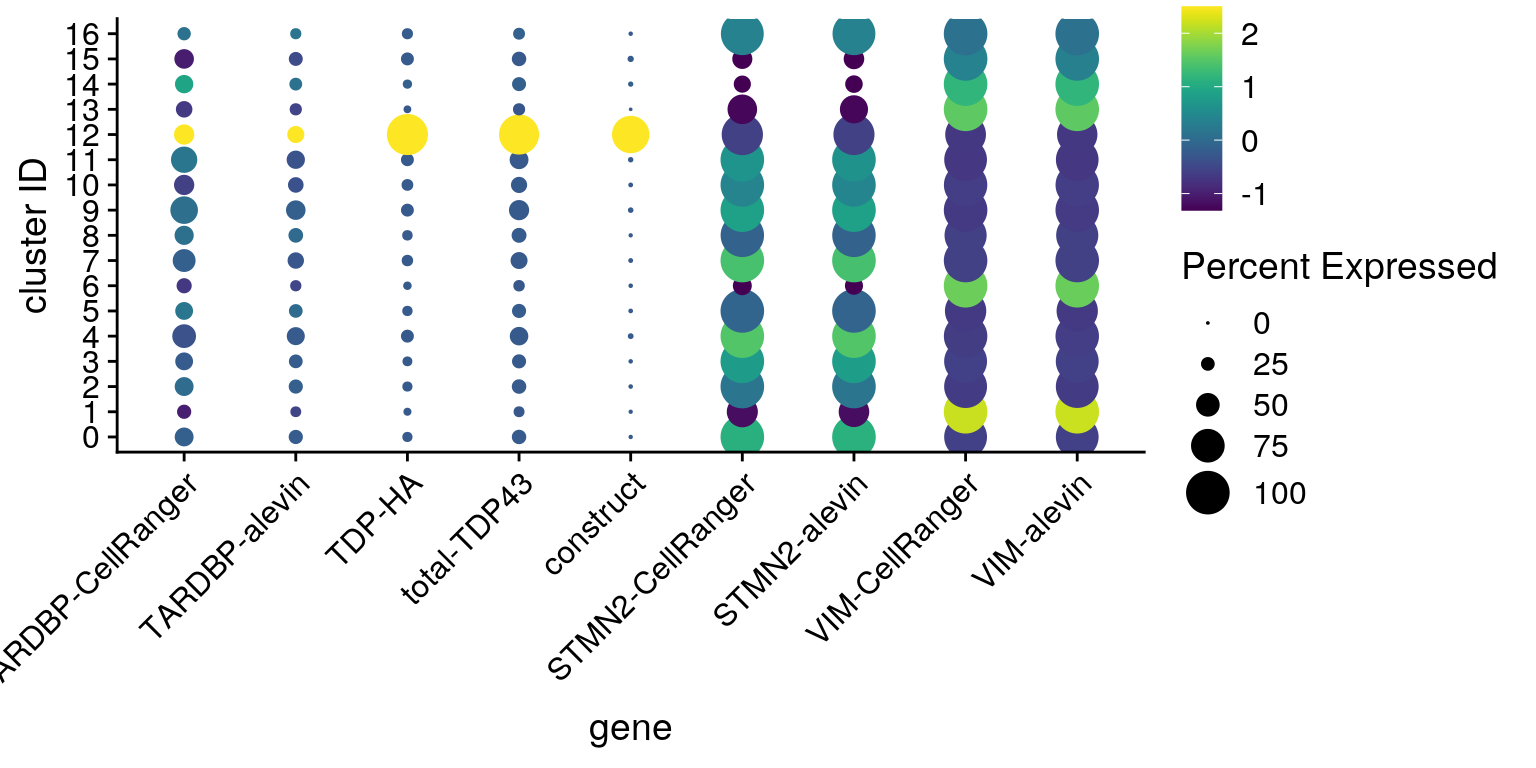 cluster ID
16
15
14
13
12
11
10
9
8
7
6
5
4
3
2
1
0
ARDBP-CellRanger
TARDBP-alevin
TDP-HA
total-TDP43
construct
STMN2-CellRanger
STMN2-alevin
VIM-CellRanger
VIM-alevin
gene
2
1
0
-1
Percent Expressed
0
25
50
75
100